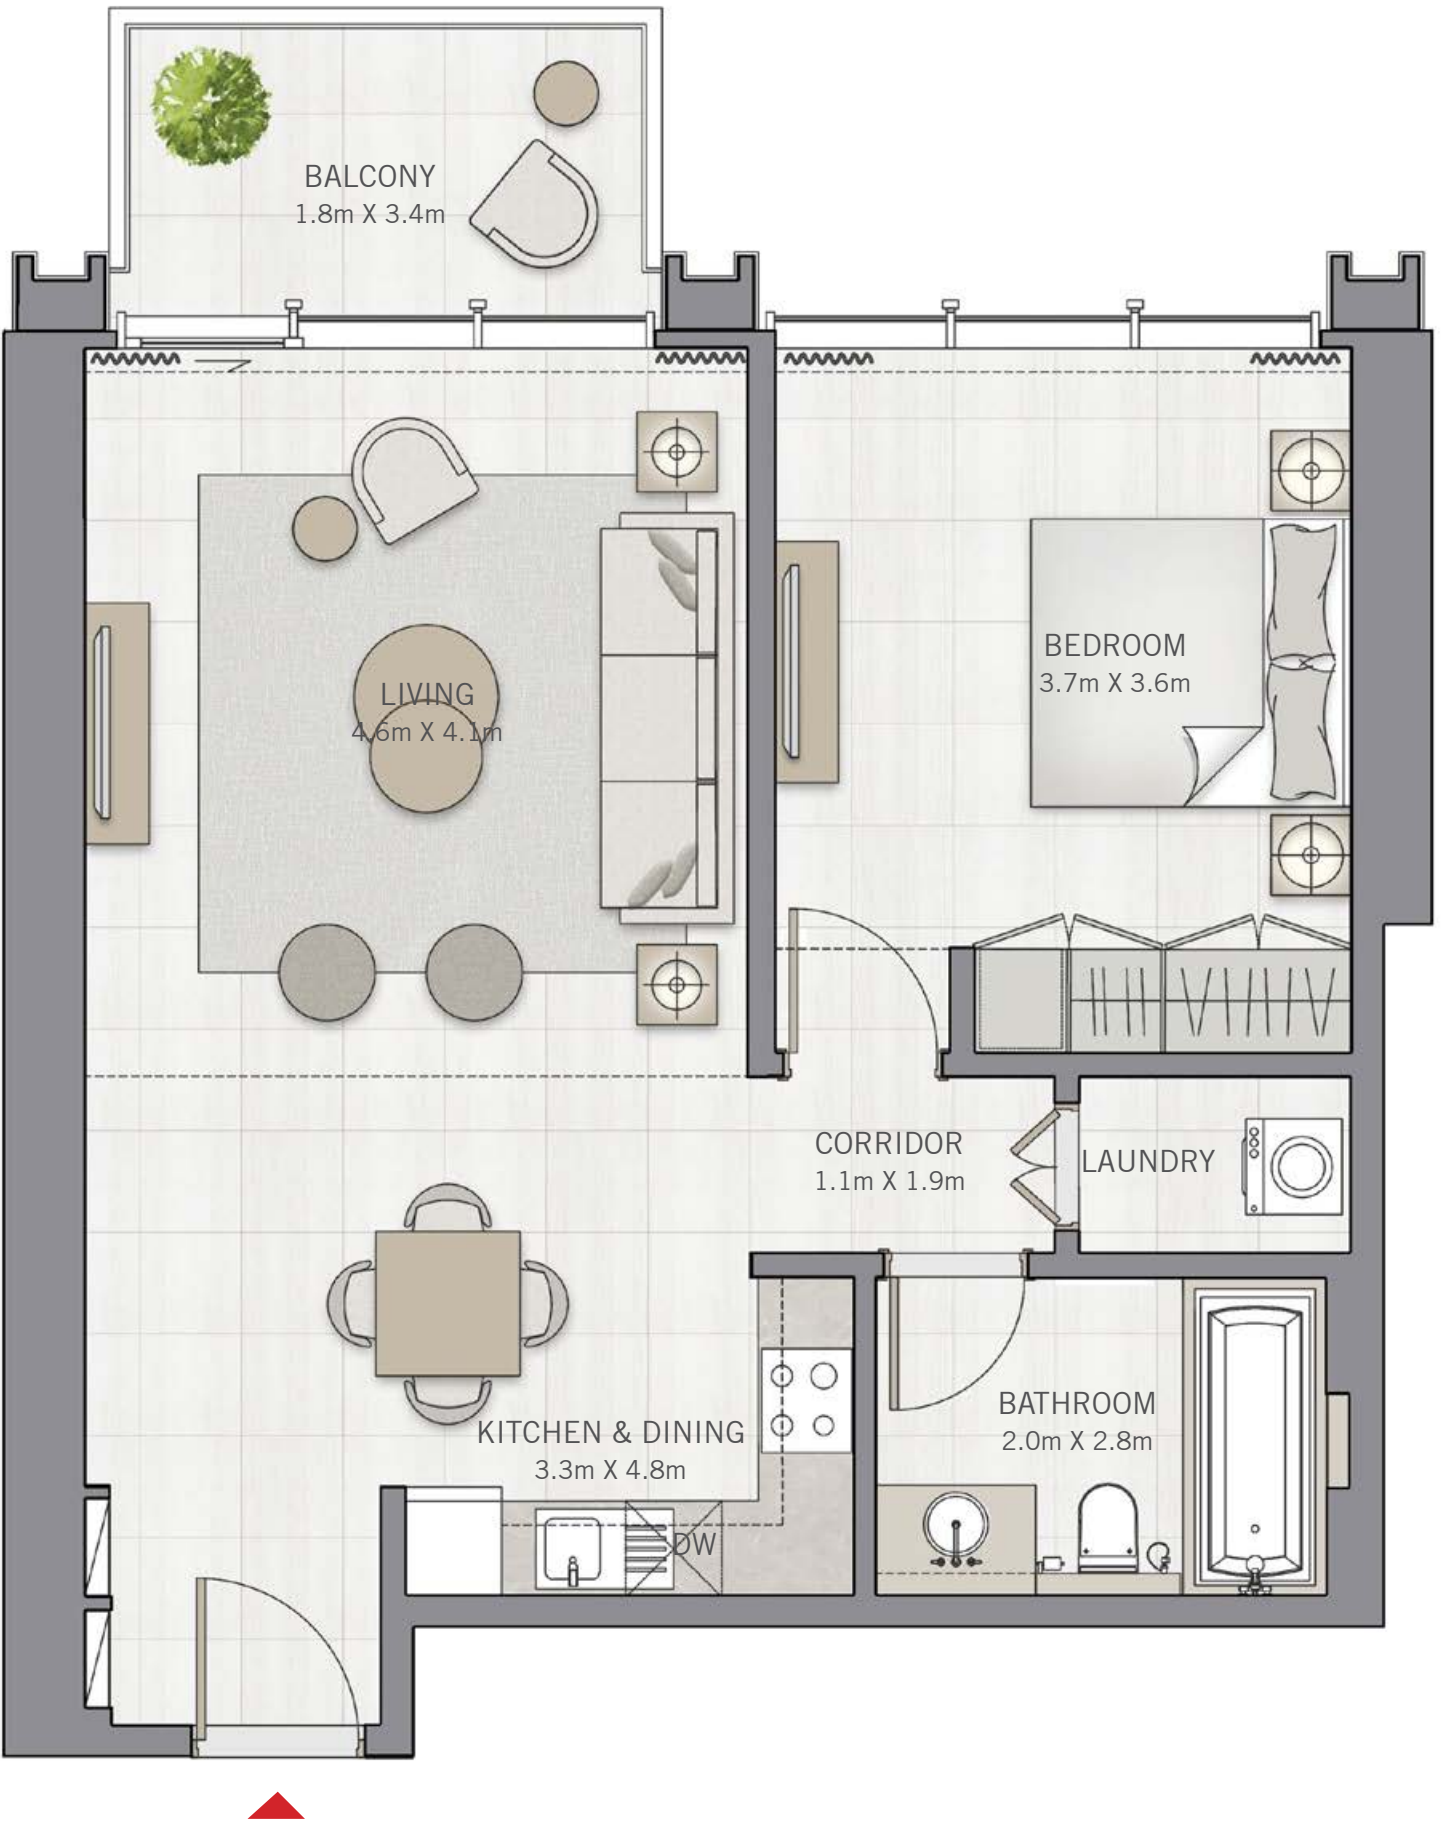 BALCONY
1.8m X 3.4m
LIVING
4.6m X 4.1m
BEDROOM
3.7m X 3.6m
CORRIDOR
1.1m X 1.9m
LAUNDRY
KITCHEN & DINING
3.3m X 4.8m
BATHROOM
2.0m X 2.8m
DW